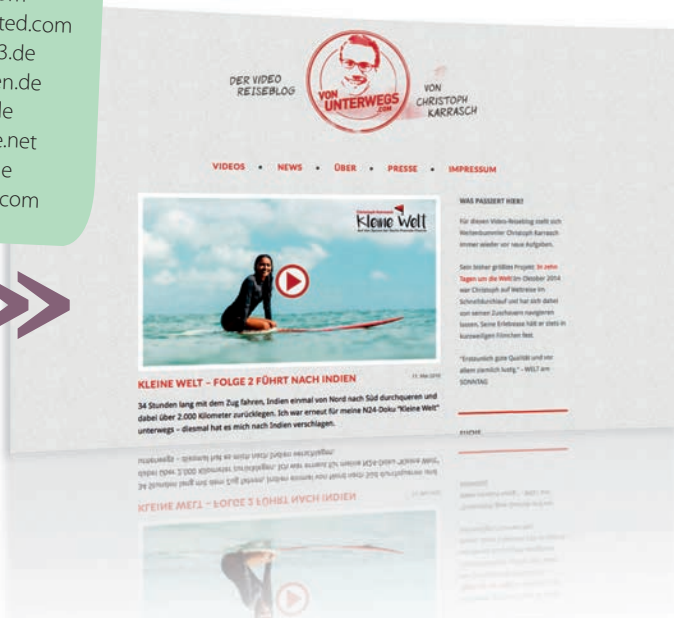 ted.com
3.de
en.de
le
e.net
e
.com
DER VIDEO
REISEBLOG
VON
UNTERWEGS
.COM
VON
CHRISTOPH
KARRASCH
VIDEOS • NEWS • ÜBER • PRESSE • IMPRESSUM
Christoph Karrasch
Kleine Welt
KLEINE WELT – FOLGE 2 FÜHRT NACH INDIEN
34 Stunden lang mit dem Zug fahren, Indien einmal von Nord nach Süd durchqueren und
dabei über 2.000 Kilometer zurücklegen. Ich war erneut für meine N24-Doku "Kleine Welt"
unterwegs – diesmal hat es mich nach Indien verschlagen.
WAS PASSIERT HIER?
Für diesen Video-Reiseblog stellt sich
Weltenbummler Christoph Karrasch
immer wieder vor neue Aufgaben.
Sein bisher größtes Projekt: In zehn
Tagen um die Welt! Im Oktober 2014
war Christoph auf Weltreise im
Schnelldurchlauf und hat sich dabei
von seinen Zuschauern navigieren
lassen. Seine Erlebnisse hält er stets in
kurzweiligen Filmchen fest.
"Erstaunlich gute Qualität und vor
allem ziemlich lustig." - WELT am
SONNTAG